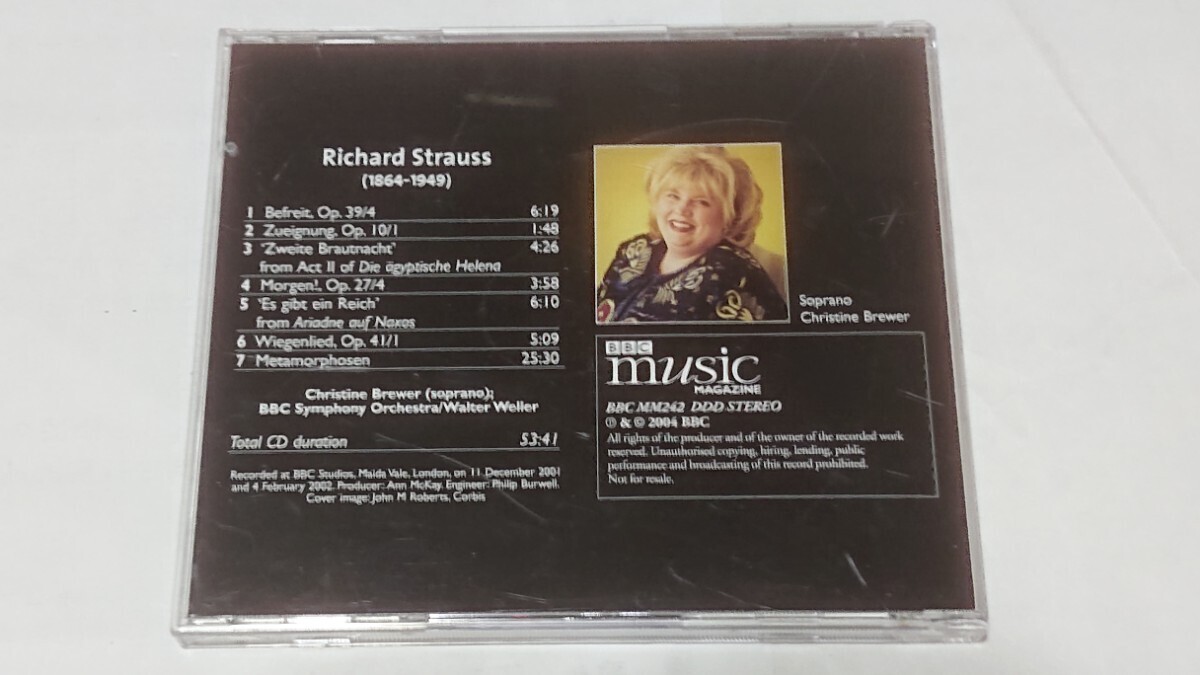 Richard Strauss
(1864-1949)
1 Befreit, Op. 39/4 6:19
2 Zueignung, Op. 10/1 1:48
3 'Zweite Brautnacht' 4:26
from Act II of Die ägyptische Helena
4 Morgen!, Op. 27/4 3:58
5 'Es gibt ein Reich' 6:10
from Ariadne auf Naxos
6 Wiegenlied, Op. 41/1 5:09
7 Metamorphosen 25:30
Christine Brewer (soprano);
BBC Symphony Orchestra/Walter Weller
Total CD duration 53:41
Recorded at BBC Studios, Maida Vale, London, on 11 December 2001
and 4 February 2002. Producer: Ann McKay. Engineer: Philip Burwell.
Cover image: John M Roberts, Corbis
Soprano
Christine Brewer
BBC
music
MAGAZINE
BBC MM242 DDD STEREO
℗ & © 2004 BBC
All rights of the producer and of the owner of the recorded work
reserved. Unauthorised copying, hiring, lending, public
performance and broadcasting of this record prohibited.
Not for resale.